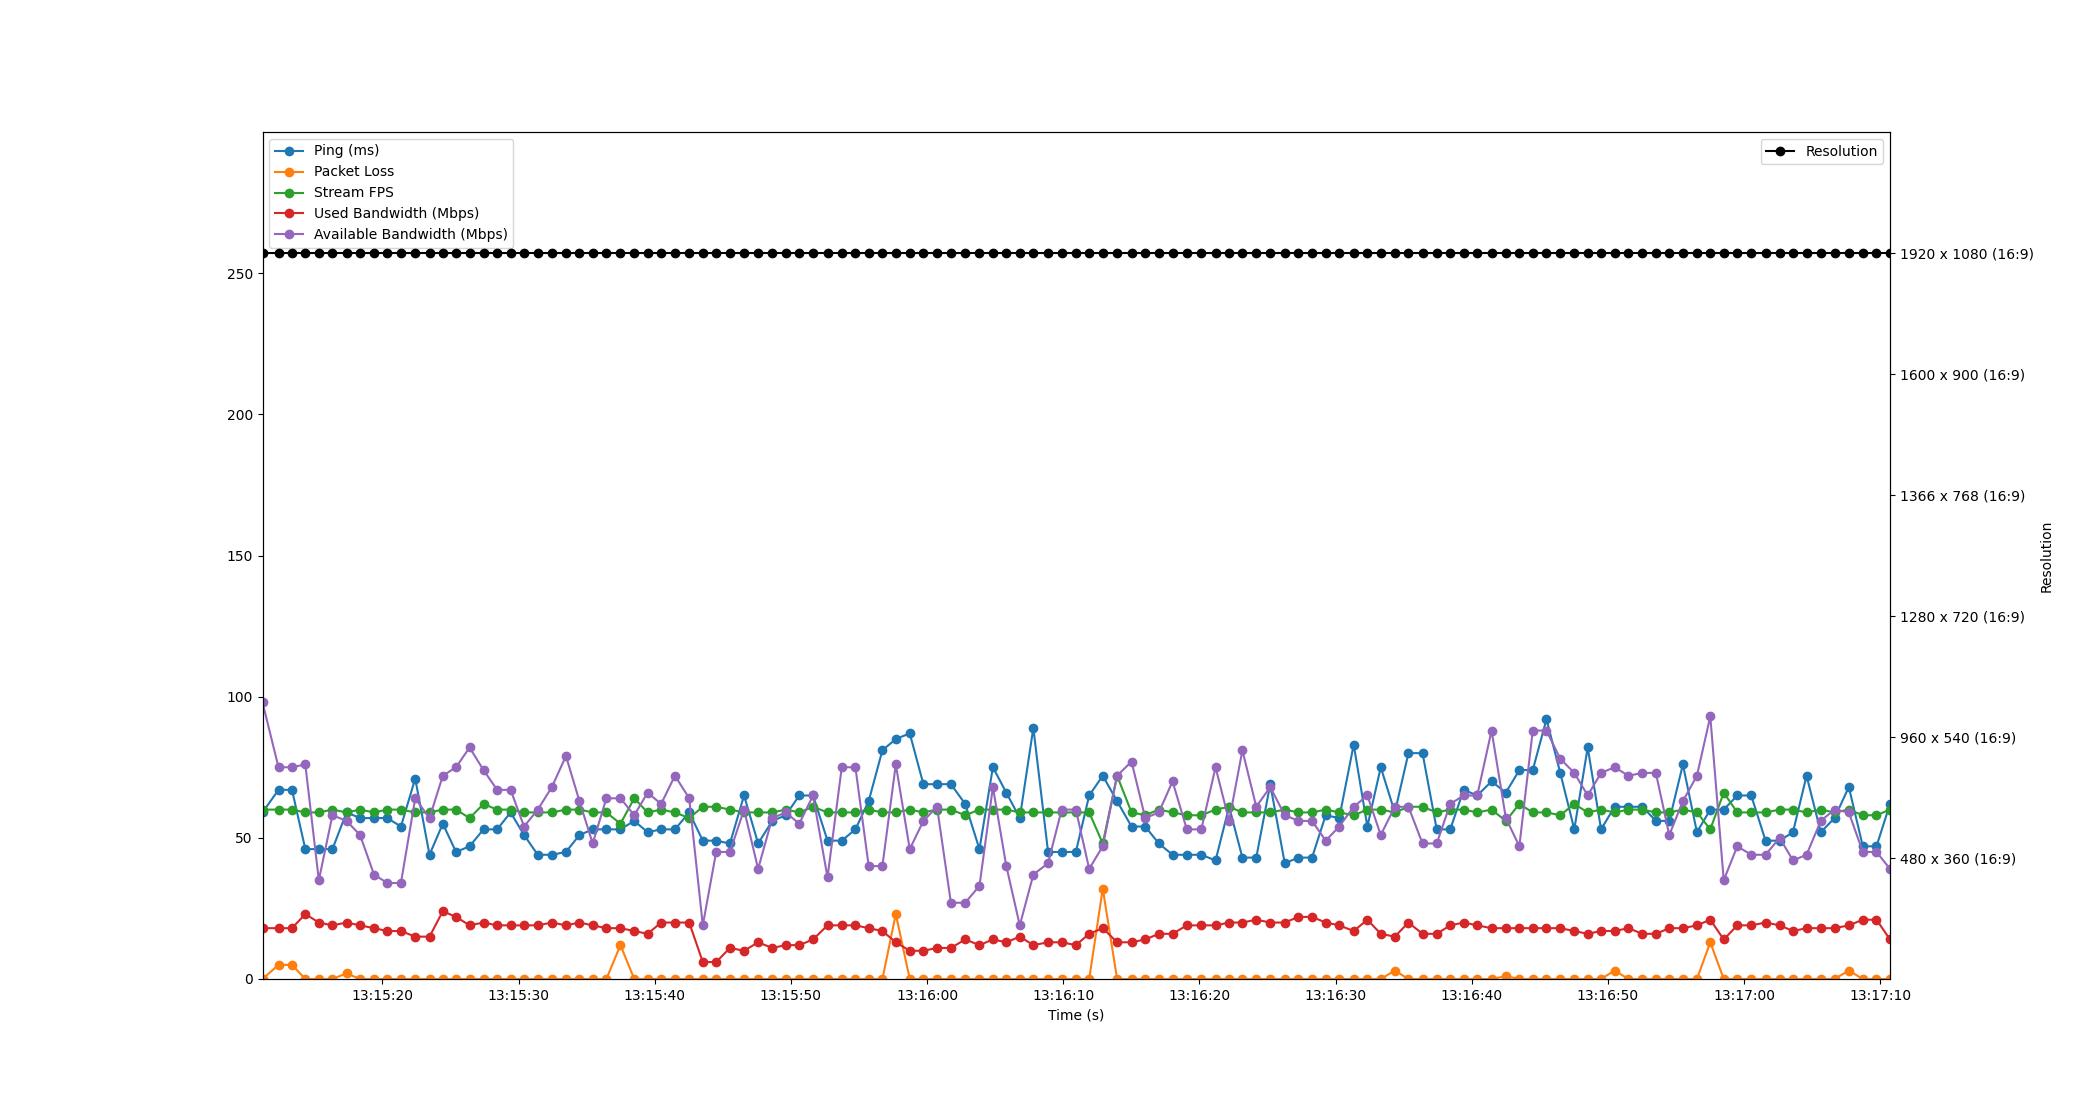 Ping (ms)
Packet Loss
Stream FPS
Used Bandwidth (Mbps)
Available Bandwidth (Mbps)
Resolution
250
200
150
100
50
0
1920 x 1080 (16:9)
1600 x 900 (16:9)
1366 x 768 (16:9)
1280 x 720 (16:9)
960 x 540 (16:9)
480 x 360 (16:9)
Resolution
13:15:20 13:15:30 13:15:40 13:15:50 13:16:00 13:16:10 13:16:20 13:16:30 13:16:40 13:16:50 13:17:00 13:17:10
Time (s)